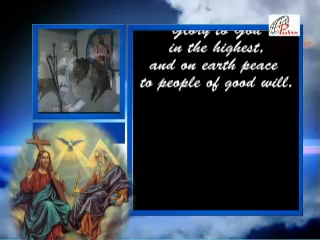 Glory to You
in the highest,
and on earth peace
to people of good will.